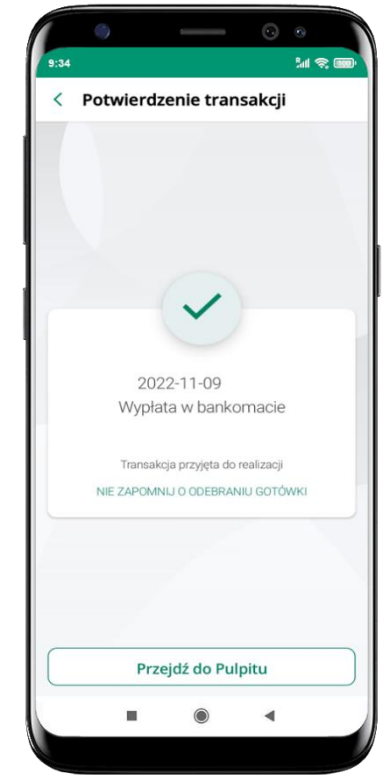 9:34
Potwierdzenie transakcji
2022-11-09
Wypłata w bankomacie
Transakcja przyjęta do realizacji
NIE ZAPOMNIJ O ODEBRANIU GOTÓWKI
Przejdź do Pulpitu